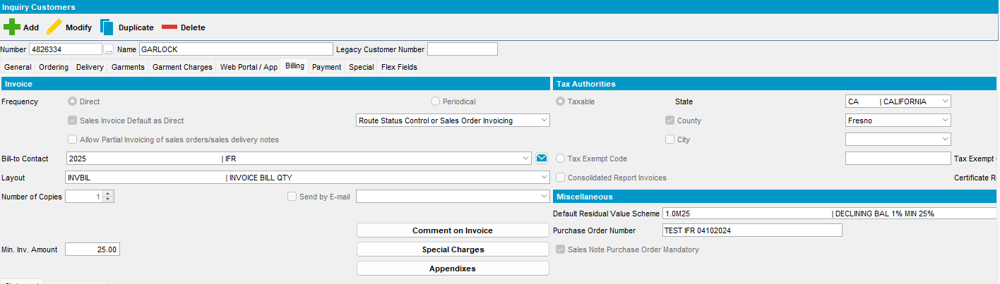 Inquiry Customers
Add Modify Duplicate Delete
Number 4826334 ... Name GARLOCK Legacy Customer Number
General Ordering Delivery Garments Garment Charges Web Portal / App Billing Payment Special Flex Fields
Invoice Tax Authorities
Frequency Direct Periodical Taxable State CA | CALIFORNIA
Sales Invoice Default as Direct Route Status Control or Sales Order Invoicing County Fresno
Allow Partial Invoicing of sales orders/sales delivery notes City
Bill-to Contact 2025 | IFR Tax Exempt Code Tax Exempt
Layout INVBIL | INVOICE BILL QTY Consolidated Report Invoices Certificate R
Number of Copies 1 Send by E-mail Miscellaneous
Default Residual Value Scheme 1.0M25 | DECLINING BAL 1% MIN 25%
Comment on Invoice Purchase Order Number TEST IFR 04102024
Min. Inv. Amount 25.00 Special Charges Sales Note Purchase Order Mandatory
Appendixes